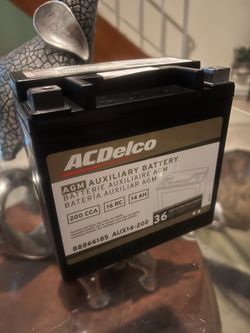 ACDelco
AGM AUXILIARY BATTERY
BATTERIE AUXILIAIRE AGM
BATERÍA AUXILIAR AGM
200 CCA 16 RC 14 AH
88866185 AUX14-200
36